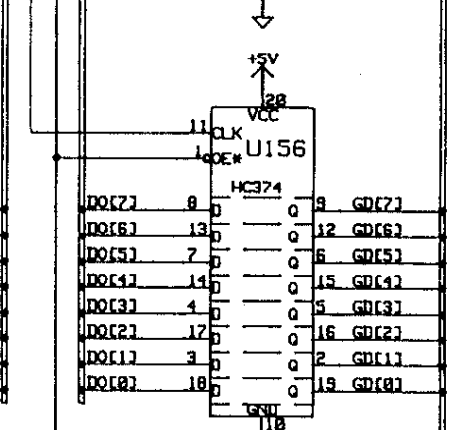 +5V
20
VCC
11 CLK
U156
1 OE*
HC374
DO[7] 8 D Q 9 GD[7]
DO[6] 13 D Q 12 GD[6]
DO[5] 7 D Q 6 GD[5]
DO[4] 14 D Q 15 GD[4]
DO[3] 4 D Q 5 GD[3]
DO[2] 17 D Q 16 GD[2]
DO[1] 3 D Q 2 GD[1]
DO[0] 18 D Q 19 GD[0]
GND
10